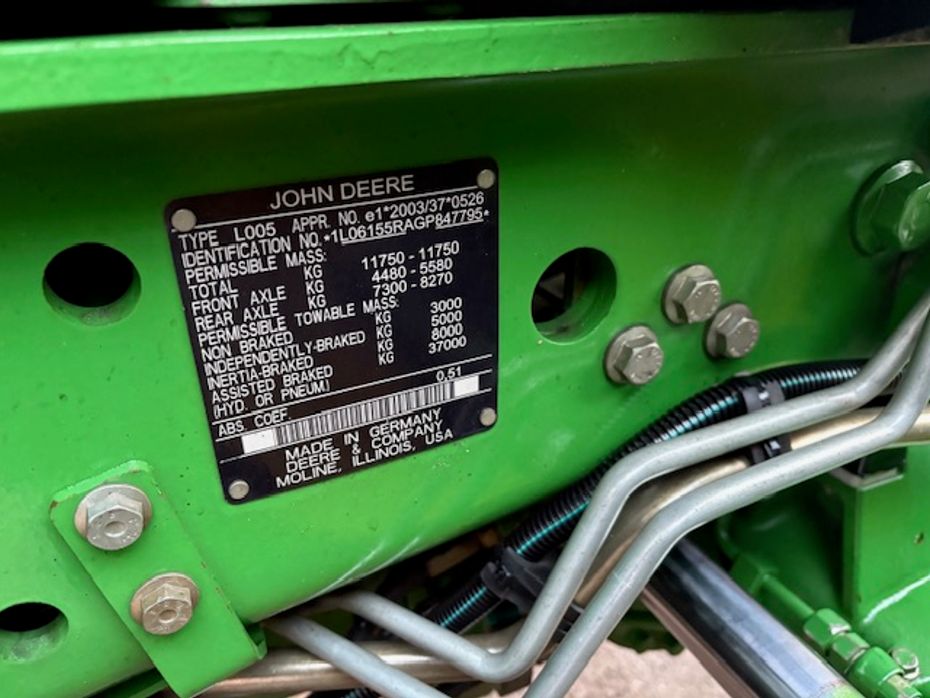 JOHN DEERE
TYPE L005 APPR. NO. e1*2003/37*0526
IDENTIFICATION NO. *1L06155RAGP847795*
PERMISSIBLE MASS:
TOTAL KG 11750 - 11750
FRONT AXLE KG 4480 - 5580
REAR AXLE KG 7300 - 8270
PERMISSIBLE TOWABLE MASS:
NON BRAKED KG 3000
INDEPENDENTLY-BRAKED KG 5000
INERTIA-BRAKED KG 8000
ASSISTED BRAKED KG 37000
(HYD. OR PNEUM.)
ABS. COEF. 0,51
MADE IN GERMANY
DEERE & COMPANY
MOLINE, ILLINOIS, USA